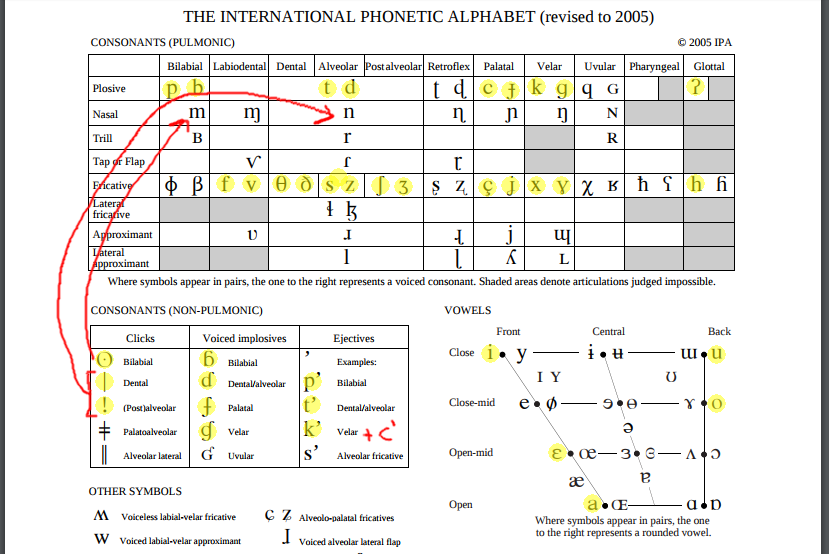 THE INTERNATIONAL PHONETIC ALPHABET (revised to 2005)
CONSONANTS (PULMONIC) © 2005 IPA
Bilabial Labiodental Dental Alveolar Postalveolar Retroflex Palatal Velar Uvular Pharyngeal Glottal
Plosive p b t d ʈ ɖ c ɟ k ɡ q ɢ ʔ
Nasal m ɱ n ɳ ɲ ŋ ɴ
Trill ʙ r ʀ
Tap or Flap ⱱ ɾ ɽ
Fricative ɸ β f v θ ð s z ʃ ʒ ʂ ʐ ç ʝ x ɣ χ ʁ ħ ʕ h ɦ
Lateral
fricative ɬ ɮ
Approximant ʋ ɹ ɻ j ɰ
Lateral
approximant l ɭ ʎ ʟ
Where symbols appear in pairs, the one to the right represents a voiced consonant. Shaded areas denote articulations judged impossible.
CONSONANTS (NON-PULMONIC)
Clicks Voiced implosives Ejectives
ʘ Bilabial ɓ Bilabial ʼ Examples:
ǀ Dental ɗ Dental/alveolar pʼ Bilabial
ǃ (Post)alveolar ʄ Palatal tʼ Dental/alveolar
ǂ Palatoalveolar ɠ Velar kʼ Velar + c'
ǁ Alveolar lateral ʛ Uvular sʼ Alveolar fricative
VOWELS
Front Central Back
Close i y ɨ ʉ ɯ u
ɪ ʏ ʊ
Close-mid e ø ɘ ɵ ɤ o
ə
Open-mid ɛ œ ɜ ɞ ʌ ɔ
æ ɐ
Open a ɶ ɑ ɒ
Where symbols appear in pairs, the one
to the right represents a rounded vowel.
OTHER SYMBOLS
ʍ Voiceless labial-velar fricative ɕ ʑ Alveolo-palatal fricatives
w Voiced labial-velar approximant ɺ Voiced alveolar lateral flap